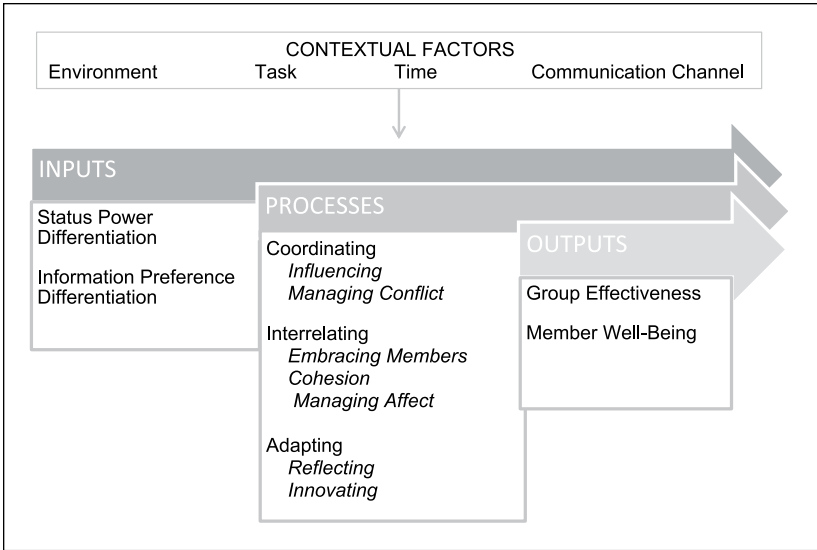 CONTEXTUAL FACTORS
Environment Task Time Communication Channel
INPUTS
Status Power
Differentiation
Information Preference
Differentiation
PROCESSES
Coordinating
Influencing
Managing Conflict
Interrelating
Embracing Members
Cohesion
Managing Affect
Adapting
Reflecting
Innovating
OUTPUTS
Group Effectiveness
Member Well-Being